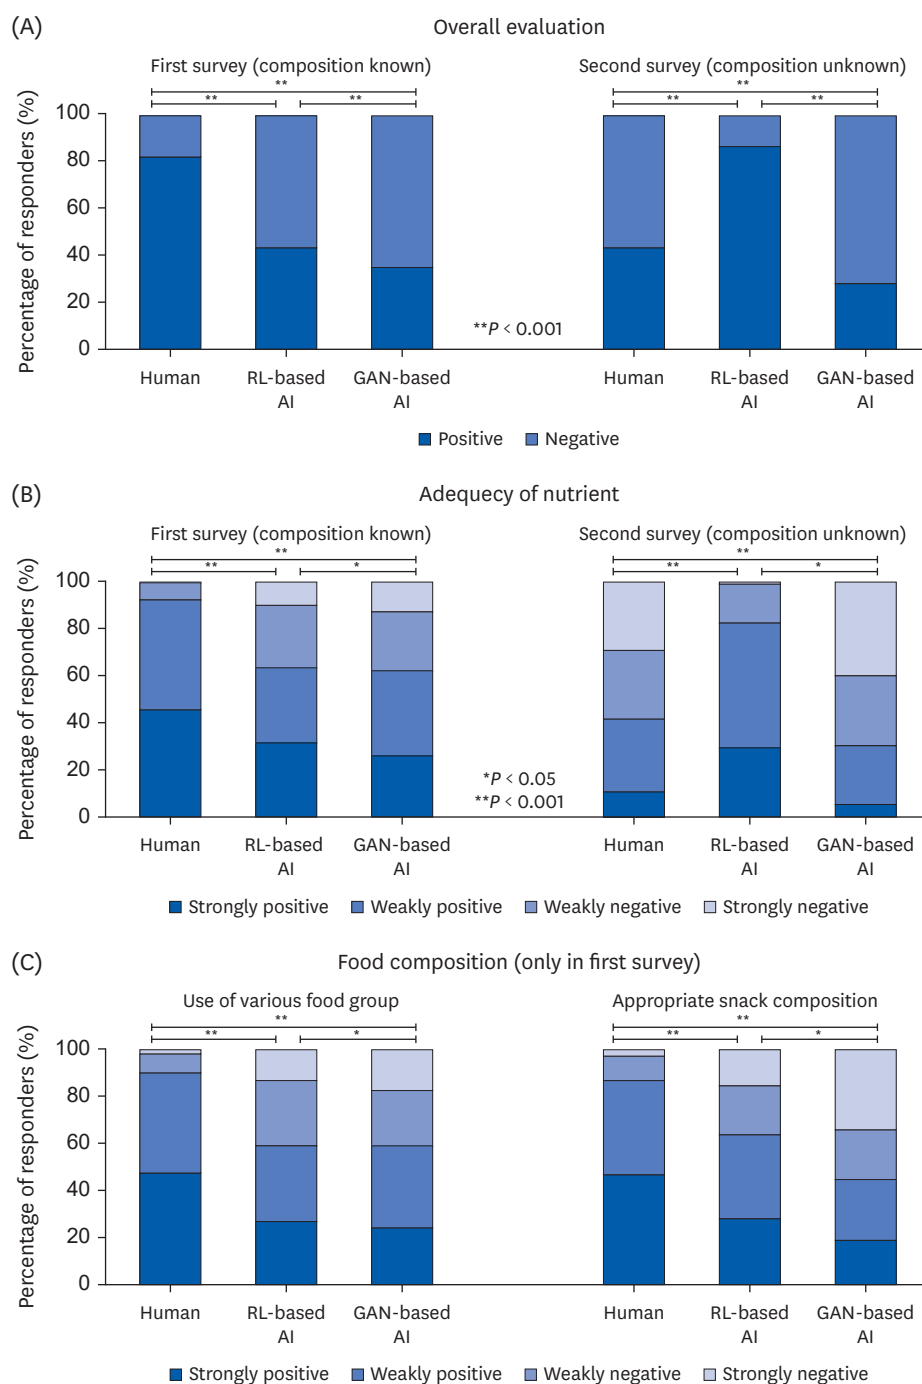 (A)
Overall evaluation
First survey (composition known)
Second survey (composition unknown)
**
**
**
**
**
**
Percentage of responders (%)
100
80
60
40
20
0
**P < 0.001
Human
RL-based AI
GAN-based AI
Human
RL-based AI
GAN-based AI
Positive
Negative
(B)
Adequecy of nutrient
First survey (composition known)
Second survey (composition unknown)
**
**
*
**
**
*
Percentage of responders (%)
100
80
60
40
20
0
*P < 0.05
**P < 0.001
Human
RL-based AI
GAN-based AI
Human
RL-based AI
GAN-based AI
Strongly positive
Weakly positive
Weakly negative
Strongly negative
(C)
Food composition (only in first survey)
Use of various food group
Appropriate snack composition
**
**
*
**
**
*
Percentage of responders (%)
100
80
60
40
20
0
Human
RL-based AI
GAN-based AI
Human
RL-based AI
GAN-based AI
Strongly positive
Weakly positive
Weakly negative
Strongly negative